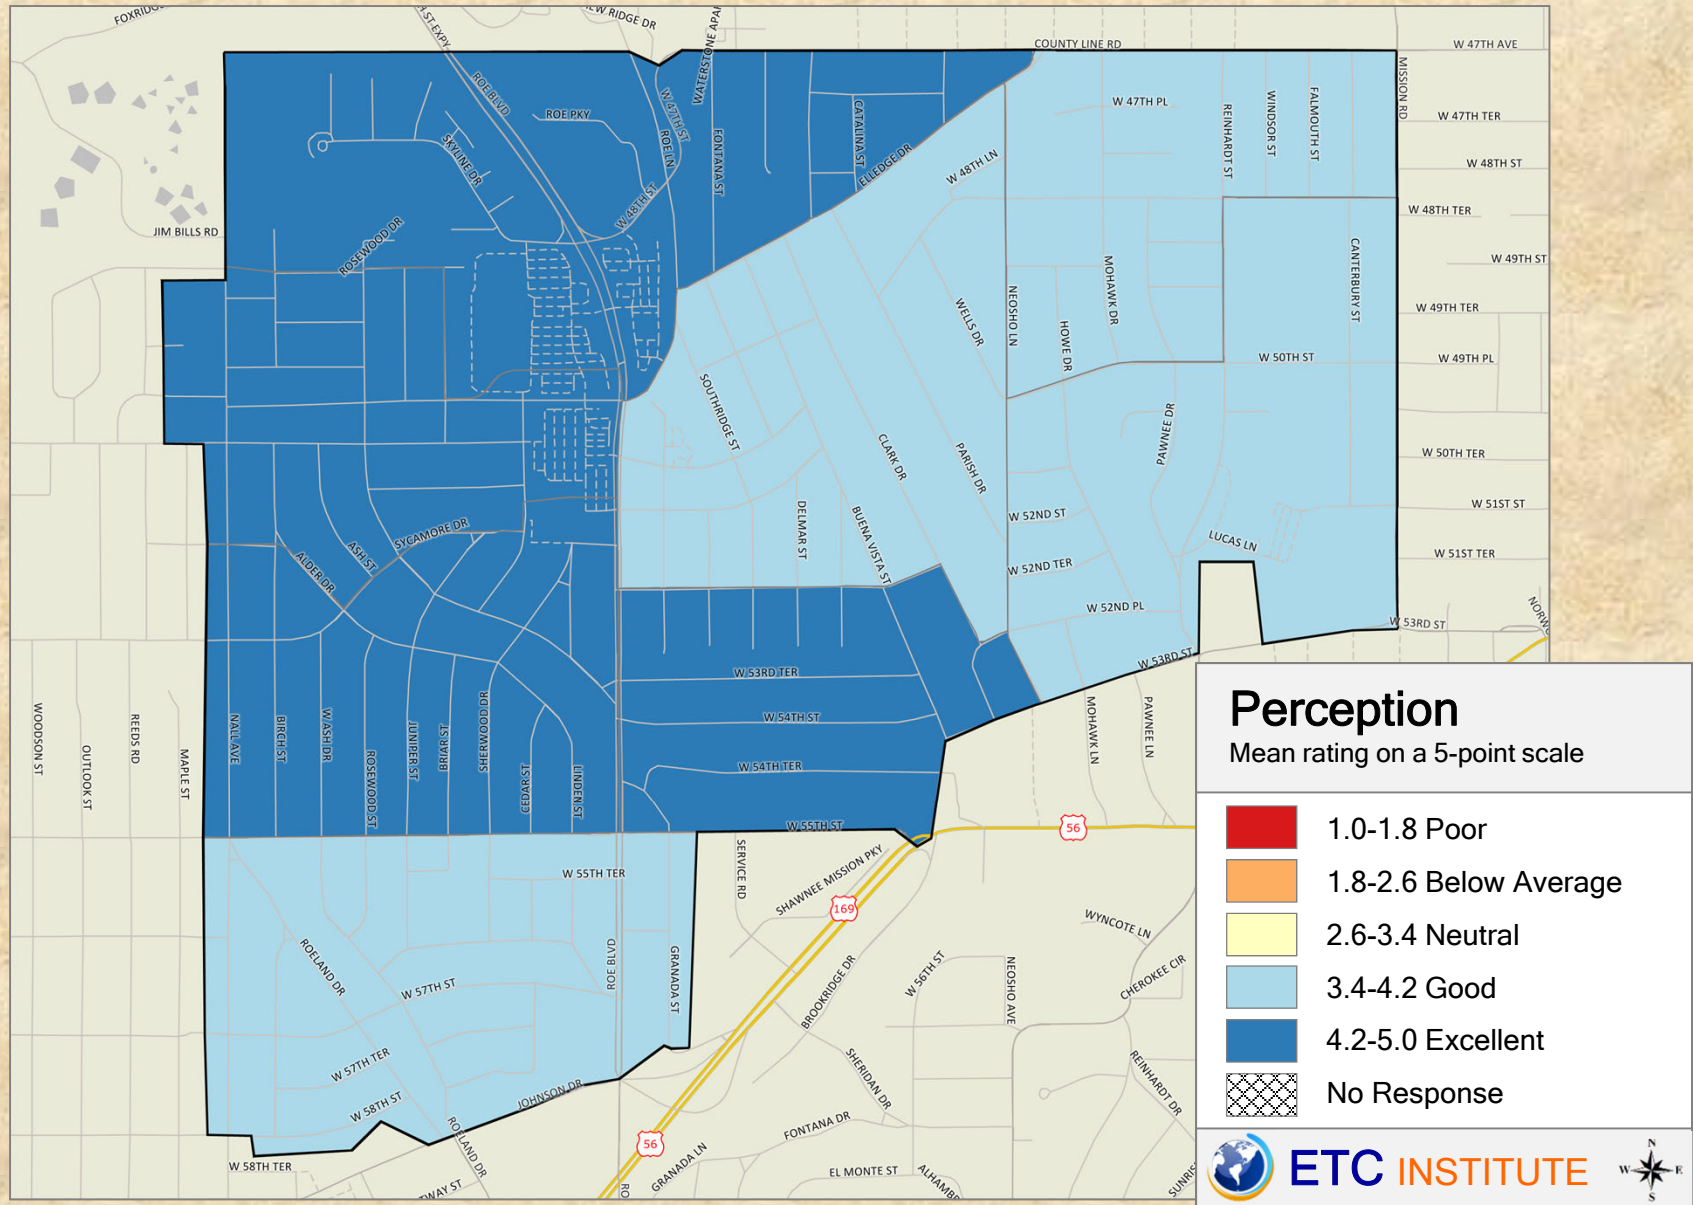 COUNTY LINE RD
W 47TH AVE
MISSION RD
W 47TH TER
W 48TH ST
W 48TH TER
W 49TH ST
W 49TH TER
W 49TH PL
W 50TH TER
W 51ST ST
W 51ST TER
W 53RD ST
ROE BLVD
ROE PKY
W 47TH ST
ROE LN
FONTANA ST
CATALINA ST
ELLEDGE DR
SKYLINE DR
W 48TH ST
ROSEWOOD DR
JIM BILLS RD
W 48TH LN
W 47TH PL
REINHARDT ST
WINDSOR ST
FALMOUTH ST
CANTERBURY ST
MOHAWK DR
NEOSHO LN
HOWE DR
WELLS DR
W 50TH ST
SOUTHRIDGE ST
CLARK DR
PARISH DR
PAWNEE DR
DELMAR ST
BUENA VISTA ST
W 52ND ST
W 52ND TER
W 52ND PL
LUCAS LN
W 53RD ST
SYCAMORE DR
ASH ST
ALDER DR
W 53RD TER
W 54TH ST
W 54TH TER
W 55TH ST
WOODSON ST
OUTLOOK ST
REEDS RD
MAPLE ST
NALL AVE
BIRCH ST
W ASH DR
ROSEWOOD ST
JUNIPER ST
BRIAR ST
SHERWOOD DR
CEDAR ST
LINDEN ST
MOHAWK LN
PAWNEE LN
56
SERVICE RD
SHAWNEE MISSION PKY
169
W 55TH TER
ROELAND DR
W 57TH ST
ROE BLVD
GRANADA ST
W 57TH TER
W 58TH ST
JOHNSON DR
ROELAND DR
W 58TH TER
BROOKRIDGE DR
W 56TH ST
NEOSHO AVE
WYNCOTE LN
CHEROKEE CIR
SHERIDAN DR
REINHARDT DR
FONTANA DR
EL MONTE ST
GRANADA LN
56
Perception
Mean rating on a 5-point scale
1.0-1.8 Poor
1.8-2.6 Below Average
2.6-3.4 Neutral
3.4-4.2 Good
4.2-5.0 Excellent
No Response
ETC INSTITUTE
N
W E
S